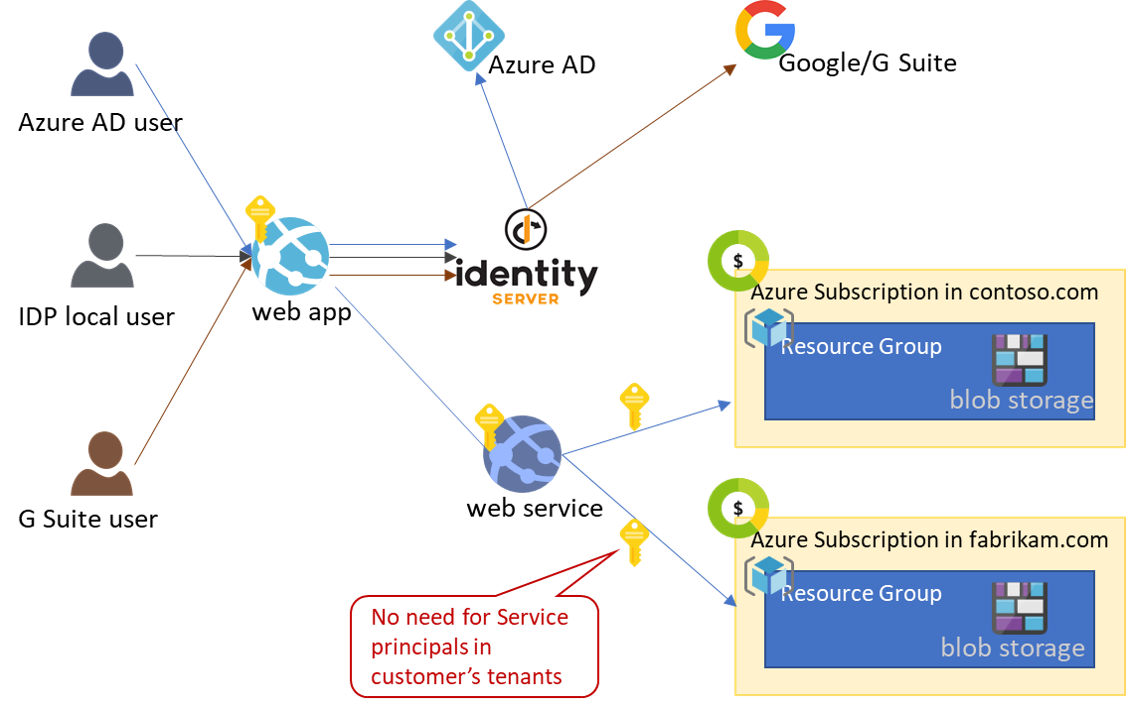 Azure AD
Google/G Suite
Azure AD user
IDP local user
web app
identity
SERVER
$
Azure Subscription in contoso.com
Resource Group
blob storage
G Suite user
web service
$
Azure Subscription in fabrikam.com
Resource Group
blob storage
No need for Service
principals in
customer's tenants